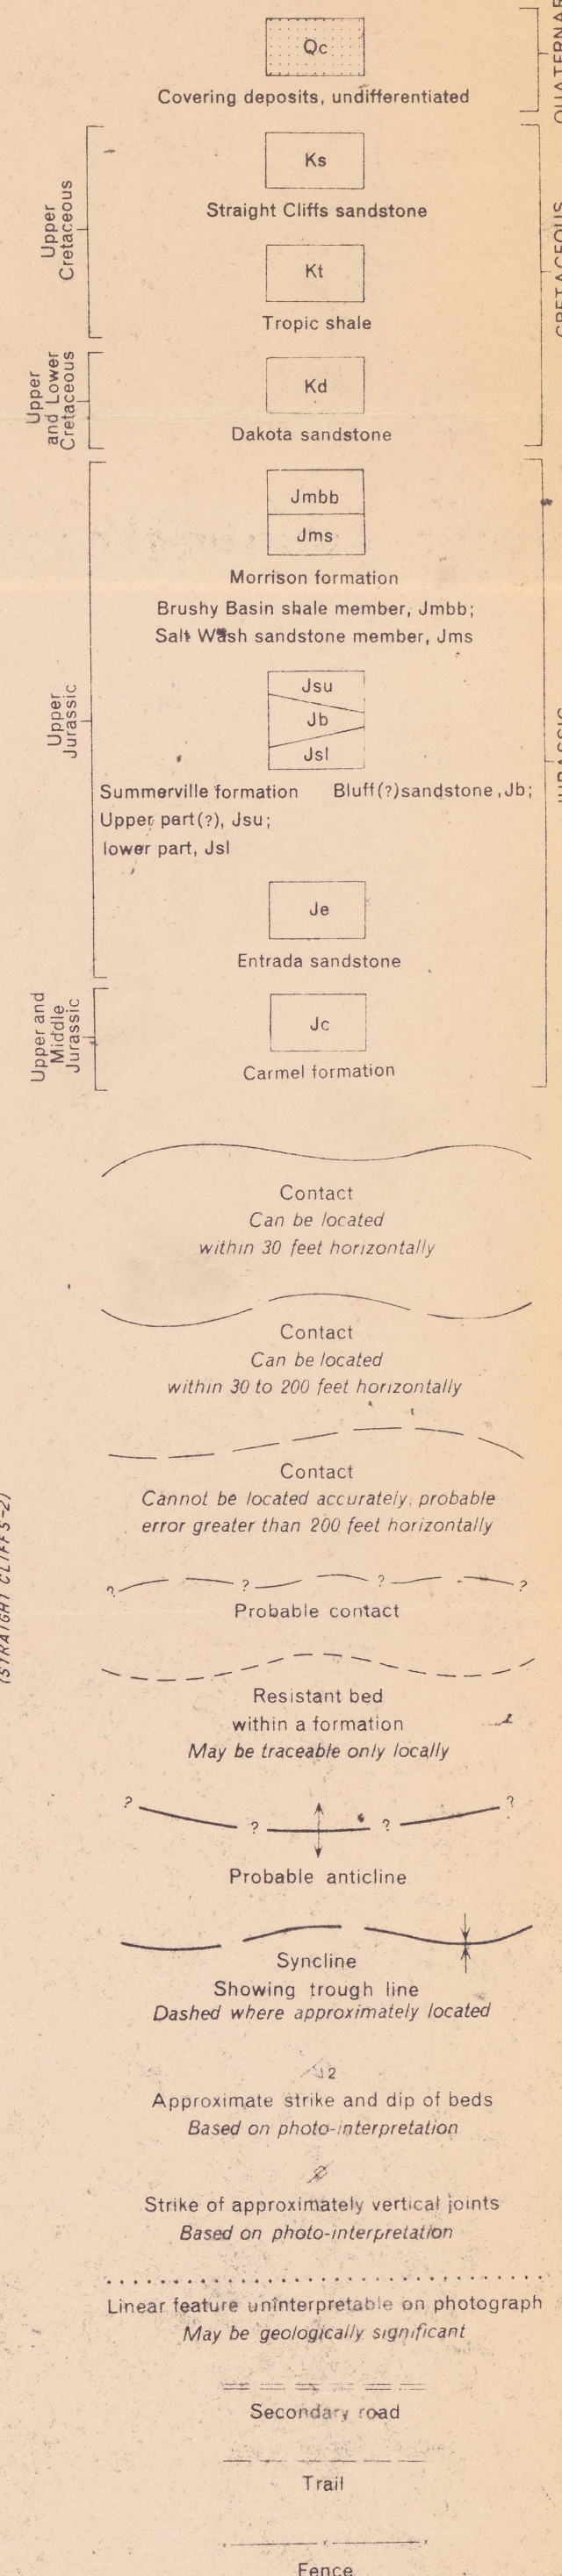 Qc
Covering deposits, undifferentiated
Upper
Cretaceous
Ks
Straight Cliffs sandstone
Kt
Tropic shale
Upper
and Lower
Cretaceous
Kd
Dakota sandstone
Upper
Jurassic
Jmbb
Jms
Morrison formation
Brushy Basin shale member, Jmbb;
Salt Wash sandstone member, Jms
Jsu
Jb
Jsl
Summerville formation Bluff(?)sandstone, Jb;
Upper part(?), Jsu;
lower part, Jsl
Je
Entrada sandstone
Upper and
Middle
Jurassic
Jc
Carmel formation
Contact
Can be located
within 30 feet horizontally
Contact
Can be located
within 30 to 200 feet horizontally
Contact
Cannot be located accurately, probable
error greater than 200 feet horizontally
(STRAIGHT CLIFFS-2)
? ? ? ?
Probable contact
Resistant bed
within a formation
May be traceable only locally
? ? ? ?
Probable anticline
Syncline
Showing trough line
Dashed where approximately located
2
Approximate strike and dip of beds
Based on photo-interpretation
Strike of approximately vertical joints
Based on photo-interpretation
Linear feature uninterpretable on photograph
May be geologically significant
Secondary road
Trail
Fence